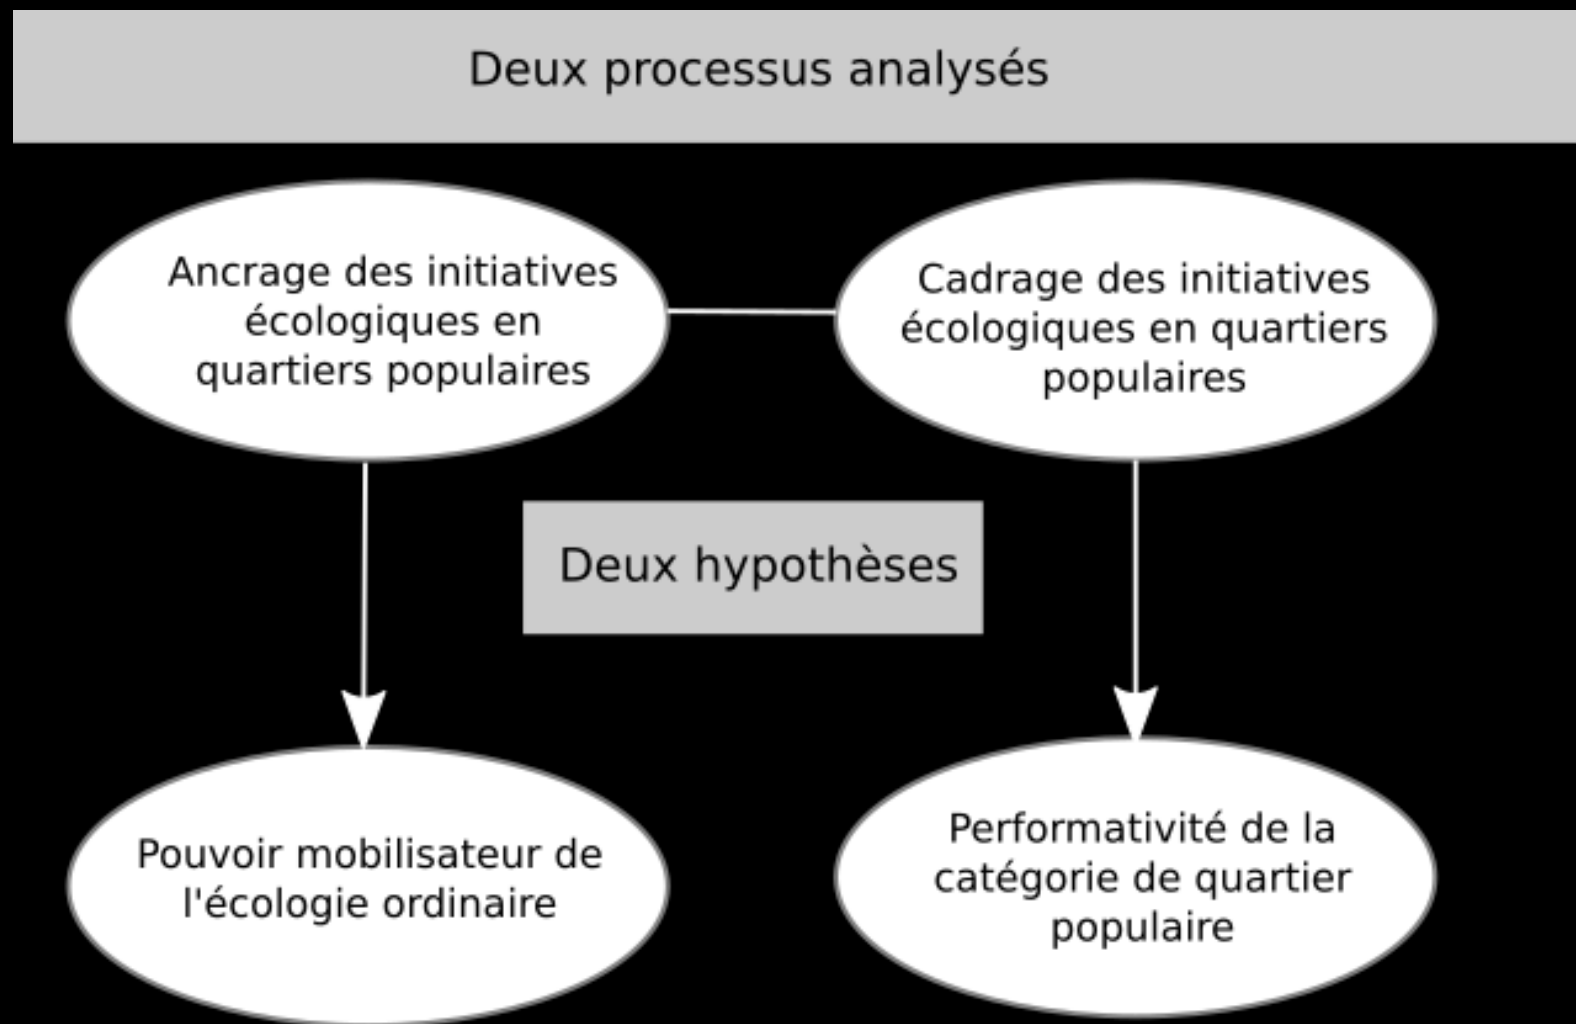 Deux processus analysés
Ancrage des initiatives
écologiques en
quartiers populaires
Cadrage des initiatives
écologiques en quartiers
populaires
Deux hypothèses
Pouvoir mobilisateur de
l'écologie ordinaire
Performativité de la
catégorie de quartier
populaire